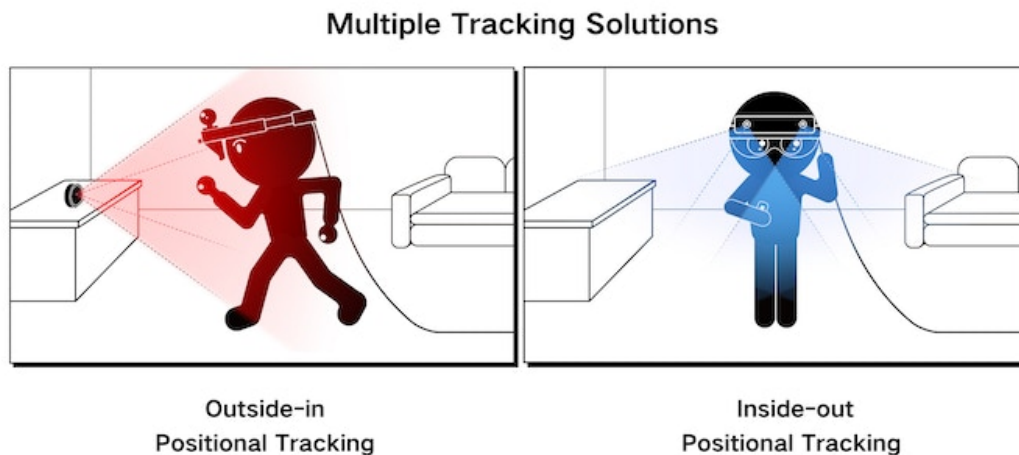 Multiple Tracking Solutions
Outside-in
Positional Tracking
Inside-out
Positional Tracking